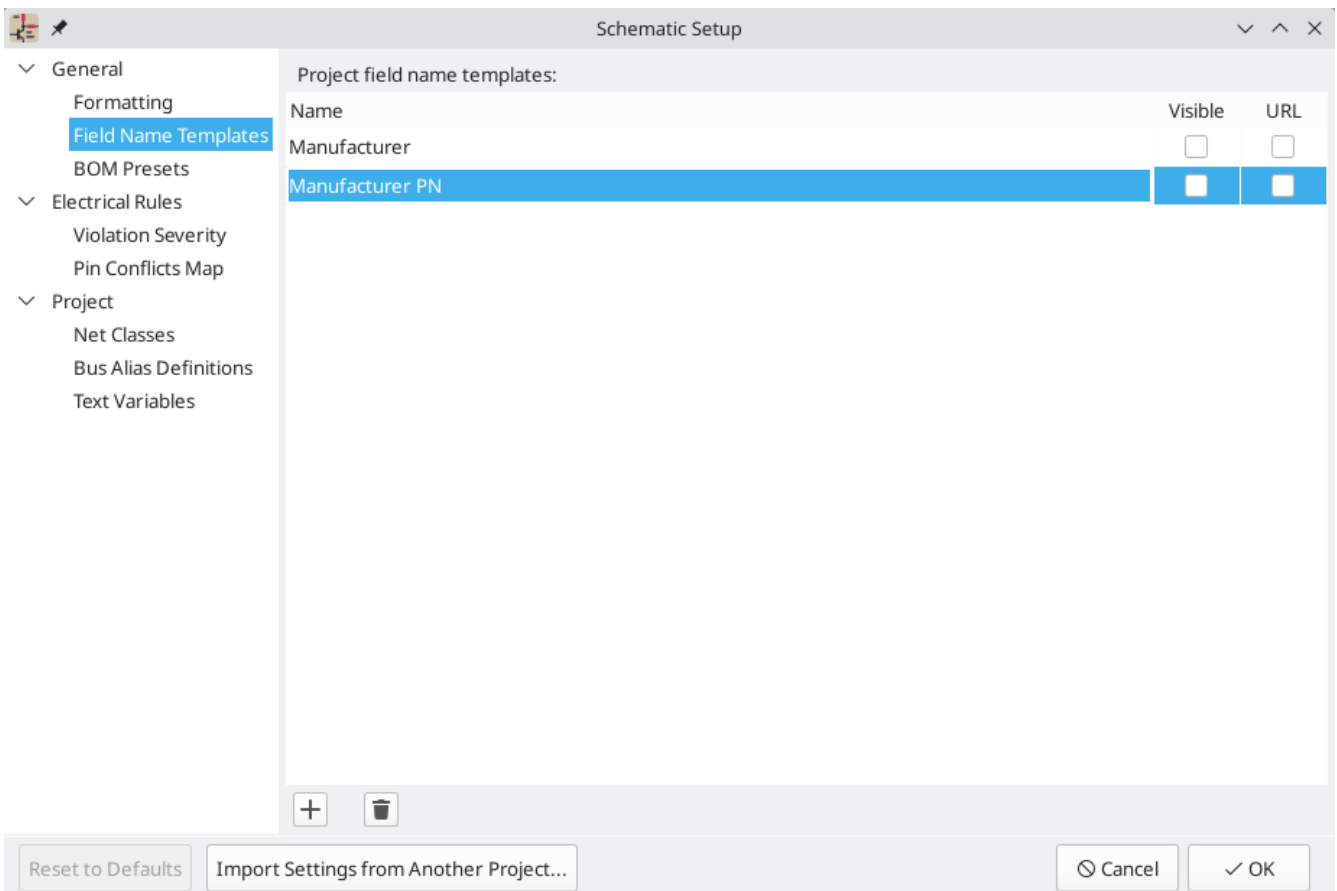 Schematic Setup
General
Formatting
Field Name Templates
BOM Presets
Electrical Rules
Violation Severity
Pin Conflicts Map
Project
Net Classes
Bus Alias Definitions
Text Variables
Project field name templates:
Name Visible URL
Manufacturer
Manufacturer PN
Reset to Defaults Import Settings from Another Project... Cancel OK